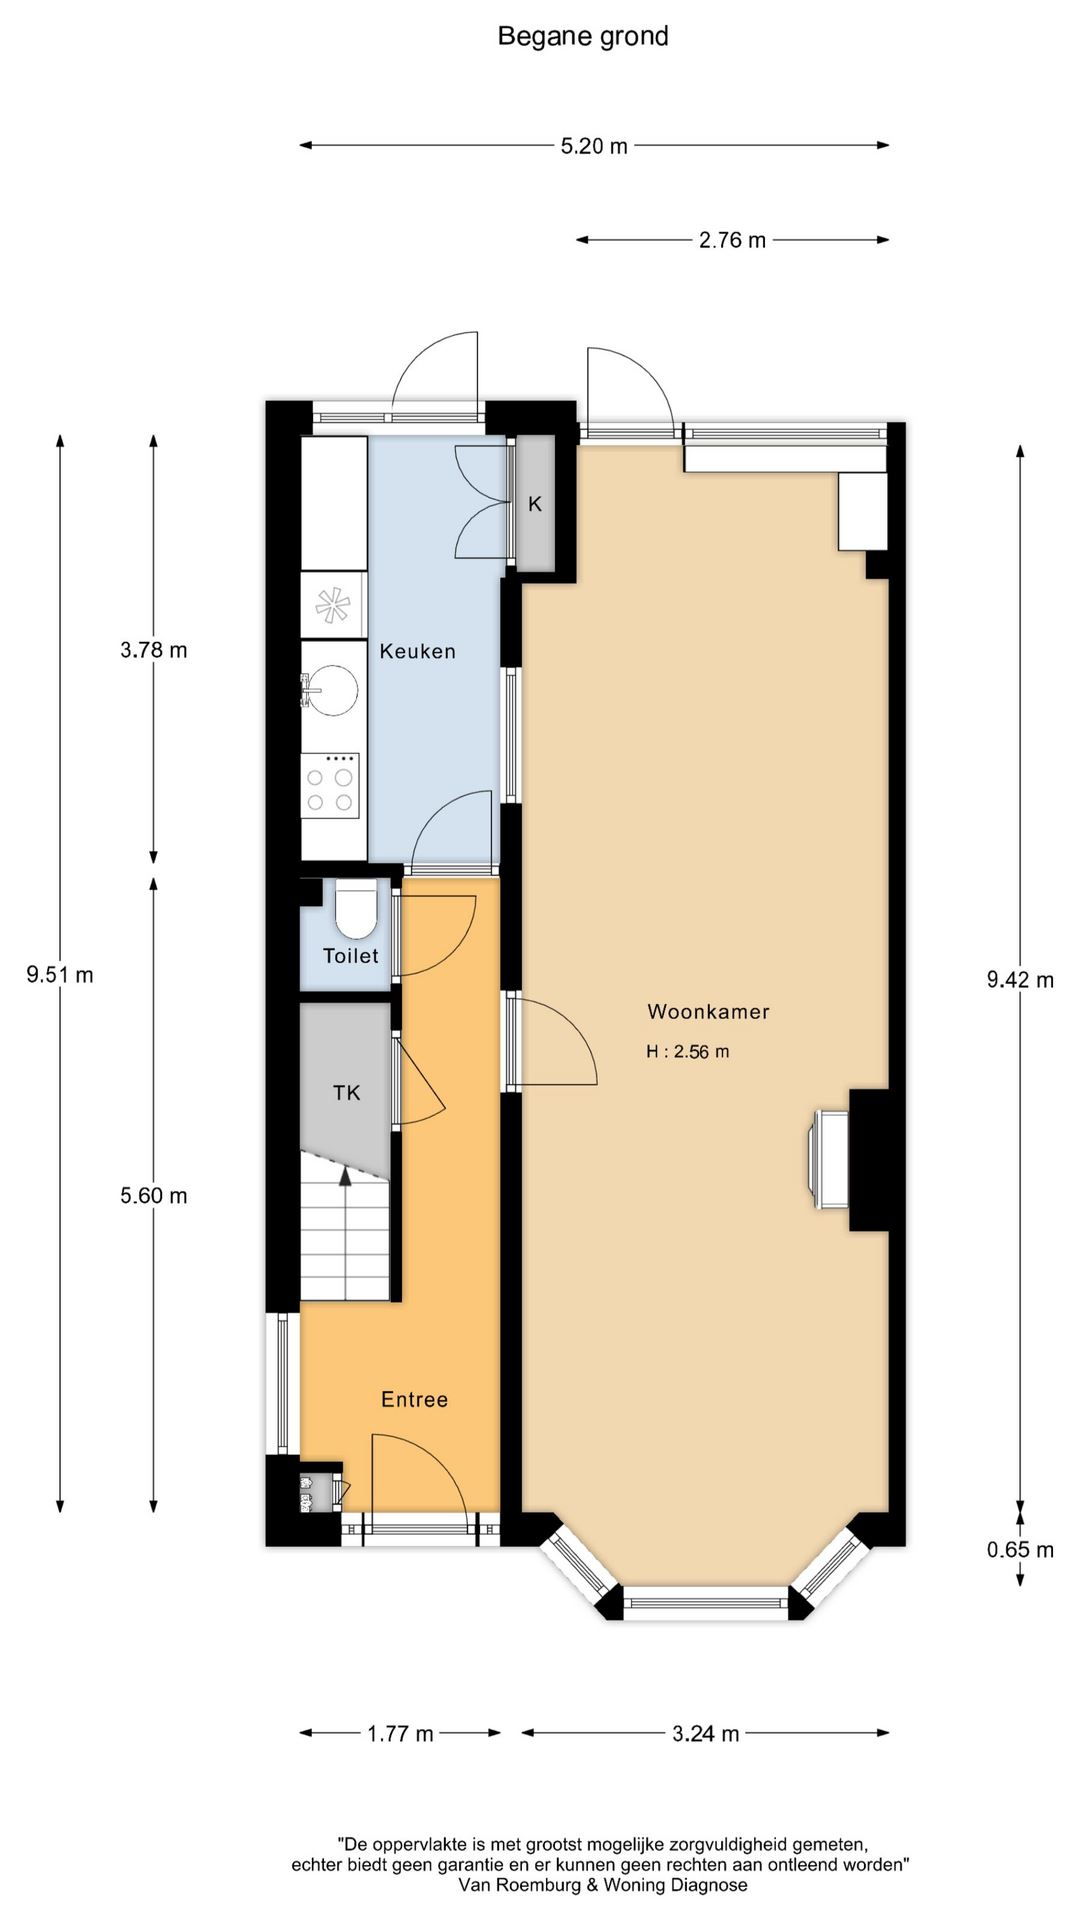 Begane grond
5.20 m
2.76 m
K
Keuken
3.78 m
Toilet
9.51 m
9.42 m
Woonkamer
H : 2.56 m
TK
5.60 m
Entree
0.65 m
1.77 m
3.24 m
"De oppervlakte is met grootst mogelijke zorgvuldigheid gemeten,
echter biedt geen garantie en er kunnen geen rechten aan ontleend worden"
Van Roemburg & Woning Diagnose